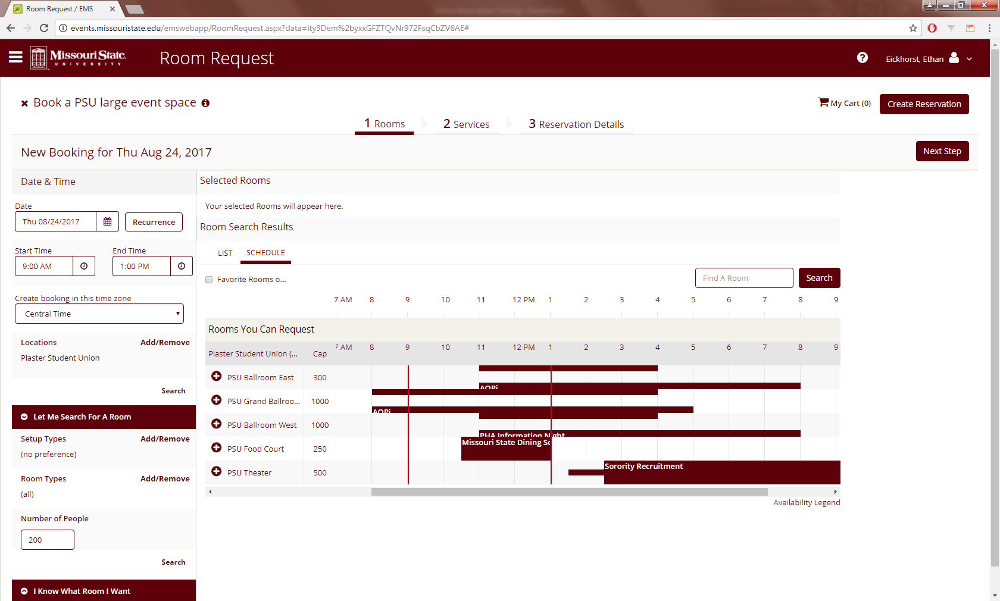 Room Request / EMS
events.missouristate.edu/emswebapp/RoomRequest.aspx?data=ity3Dem%2byxxGFZTQvNr972FsqCbZV6AE#
Missouri State
UNIVERSITY
Room Request
Eickhorst, Ethan
Book a PSU large event space
My Cart (0)
Create Reservation
1 Rooms
2 Services
3 Reservation Details
New Booking for Thu Aug 24, 2017
Next Step
Date & Time
Selected Rooms
Date
Your selected Rooms will appear here.
Thu 08/24/2017
Recurrence
Room Search Results
Start Time
End Time
LIST
SCHEDULE
9:00 AM
1:00 PM
Favorite Rooms o...
Find A Room
Search
Create booking in this time zone
7 AM 8 9 10 11 12 PM 1 2 3 4 5 6 7 8 9
Central Time
Rooms You Can Request
Locations
Add/Remove
7 AM 8 9 10 11 12 PM 1 2 3 4 5 6 7 8 9
Plaster Student Union (...
Cap
Plaster Student Union
PSU Ballroom East 300
AOPi
Search
PSU Grand Ballroo... 1000
AOPi
Let Me Search For A Room
PSU Ballroom West 1000
PHA Information Night
Setup Types
Add/Remove
Missouri State Dining Se
(no preference)
PSU Food Court 250
Sorority Recruitment
PSU Theater 500
Room Types
Add/Remove
(all)
Availability Legend
Number of People
200
Search
I Know What Room I Want